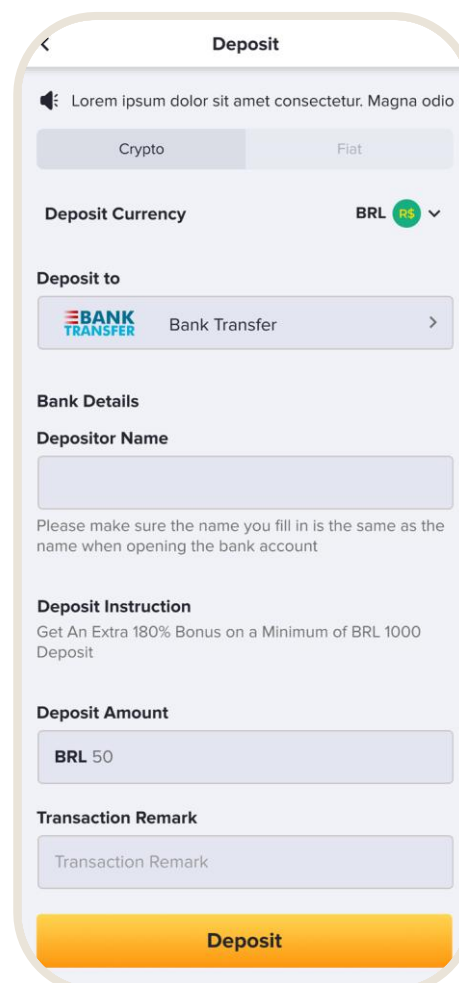 Deposit
Lorem ipsum dolor sit amet consectetur. Magna odio
Crypto
Fiat
Deposit Currency
BRL R$
Deposit to
BANK
TRANSFER
Bank Transfer
Bank Details
Depositor Name
Please make sure the name you fill in is the same as the
name when opening the bank account
Deposit Instruction
Get An Extra 180% Bonus on a Minimum of BRL 1000
Deposit
Deposit Amount
BRL 50
Transaction Remark
Transaction Remark
Deposit